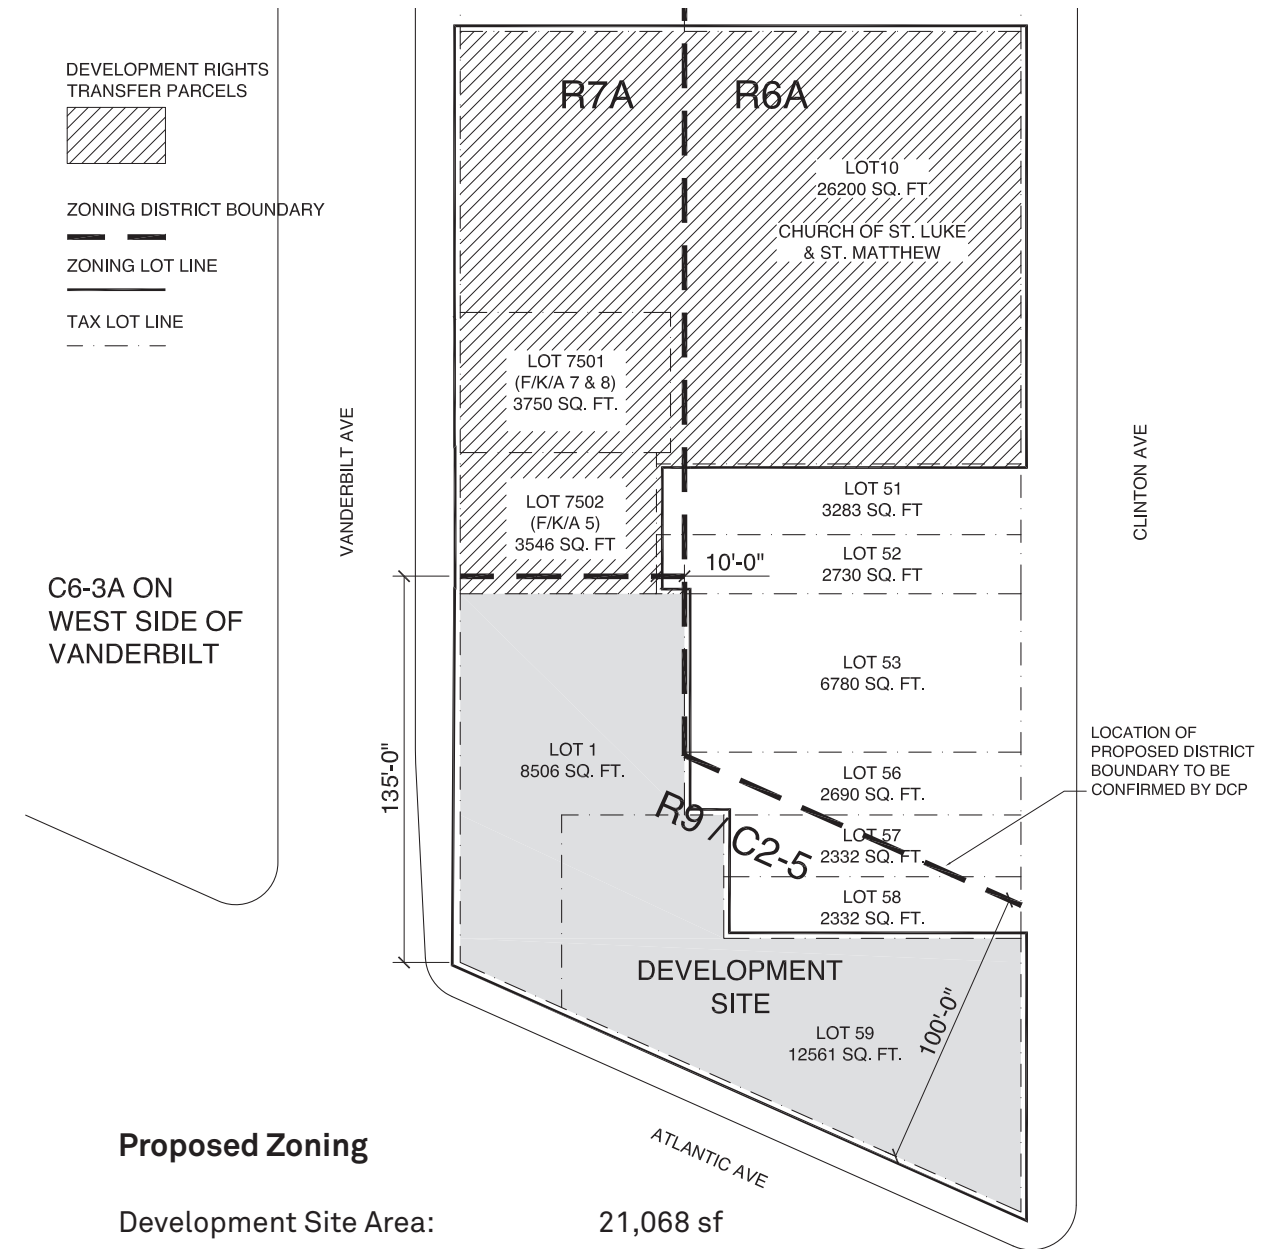 DEVELOPMENT RIGHTS
TRANSFER PARCELS
ZONING DISTRICT BOUNDARY
ZONING LOT LINE
TAX LOT LINE
R7A
R6A
LOT10
26200 SQ. FT
CHURCH OF ST. LUKE
& ST. MATTHEW
LOT 7501
(F/K/A 7 & 8)
3750 SQ. FT.
VANDERBILT AVE
CLINTON AVE
LOT 7502
(F/K/A 5)
3546 SQ. FT
LOT 51
3283 SQ. FT
LOT 52
2730 SQ. FT
10'-0"
C6-3A ON
WEST SIDE OF
VANDERBILT
LOT 53
6780 SQ. FT.
135'-0"
LOT 1
8506 SQ. FT.
LOCATION OF
PROPOSED DISTRICT
BOUNDARY TO BE
CONFIRMED BY DCP
LOT 56
2690 SQ. FT.
R9 / C2-5
LOT 57
2332 SQ. FT.
LOT 58
2332 SQ. FT.
DEVELOPMENT
SITE
LOT 59
12561 SQ. FT.
100'-0"
ATLANTIC AVE
Proposed Zoning
Development Site Area: 21,068 sf